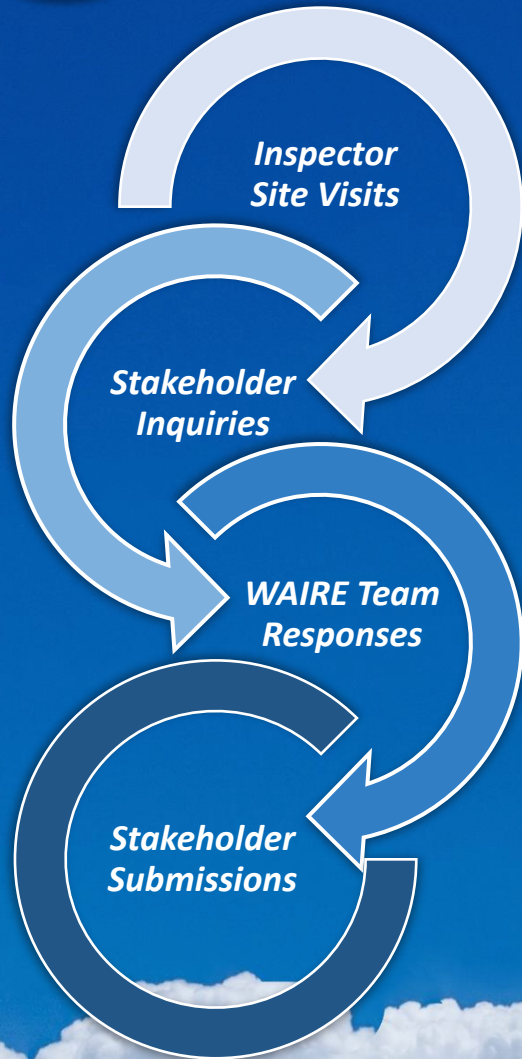 Inspector
Site Visits
Stakeholder
Inquiries
WAIRE Team
Responses
Stakeholder
Submissions